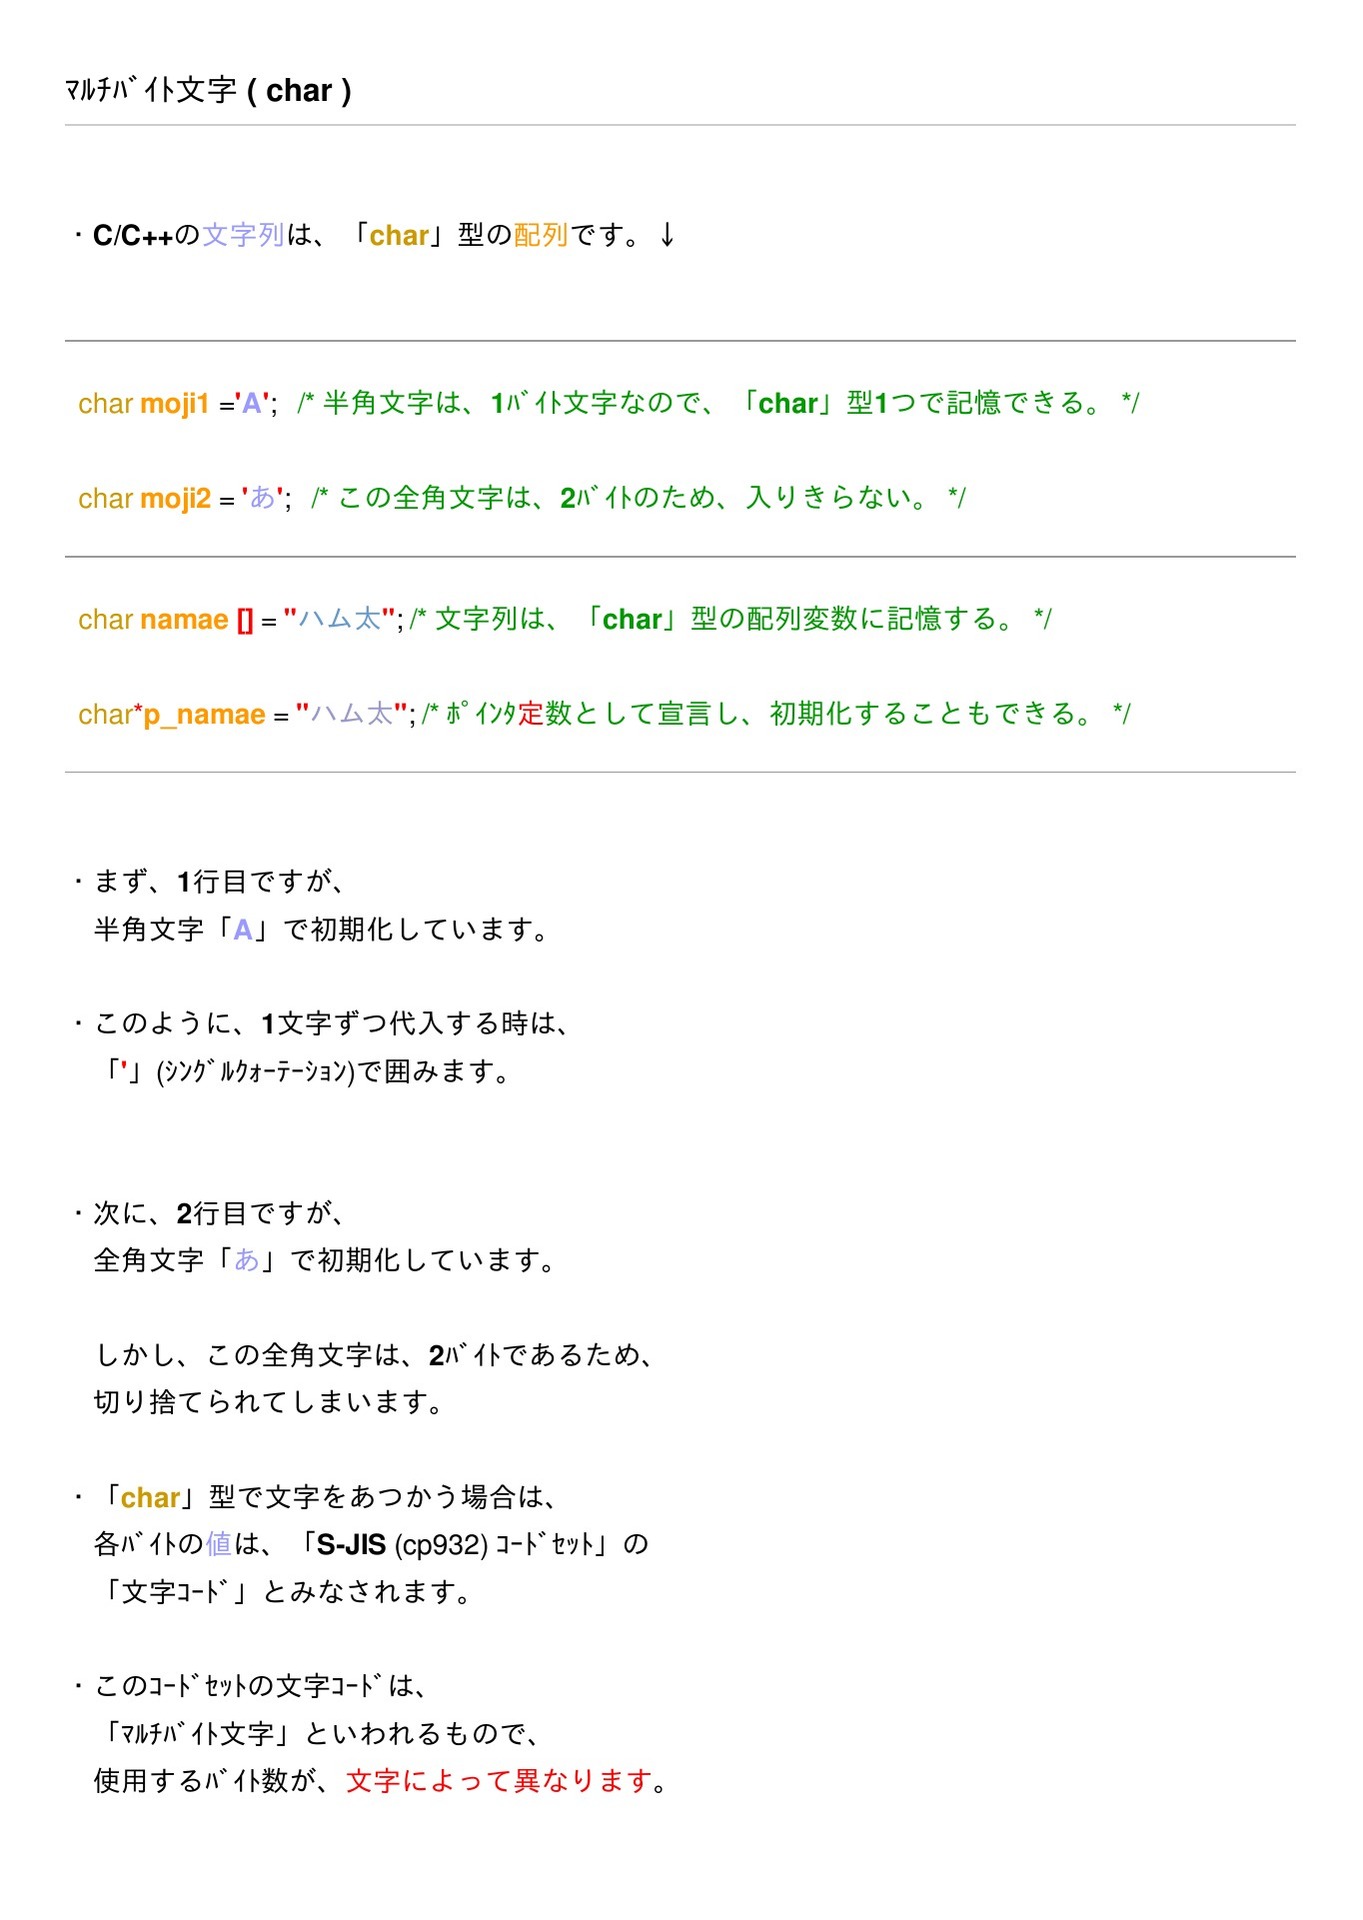 ﾏﾙﾁﾊﾞｲﾄ文字 ( char )
・C/C++の文字列は、「char」型の配列です。↓
char moji1 ='A'; /* 半角文字は、1ﾊﾞｲﾄ文字なので、「char」型1つで記憶できる。 */
char moji2 = 'あ'; /* この全角文字は、2ﾊﾞｲﾄのため、入りきらない。 */
char namae [] = "ハム太"; /* 文字列は、「char」型の配列変数に記憶する。 */
char*p_namae = "ハム太"; /* ﾎﾟｲﾝﾀ定数として宣言し、初期化することもできる。 */
・まず、1行目ですが、
半角文字「A」で初期化しています。
・このように、1文字ずつ代入する時は、
「'」(ｼﾝｸﾞﾙｸｫｰﾃｰｼｮﾝ)で囲みます。
・次に、2行目ですが、
全角文字「あ」で初期化しています。
しかし、この全角文字は、2ﾊﾞｲﾄであるため、
切り捨てられてしまいます。
・「char」型で文字をあつかう場合は、
各ﾊﾞｲﾄの値は、「S-JIS (cp932) ｺｰﾄﾞｾｯﾄ」の
「文字ｺｰﾄﾞ」とみなされます。
・このｺｰﾄﾞｾｯﾄの文字ｺｰﾄﾞは、
「ﾏﾙﾁﾊﾞｲﾄ文字」といわれるもので、
使用するﾊﾞｲﾄ数が、文字によって異なります。